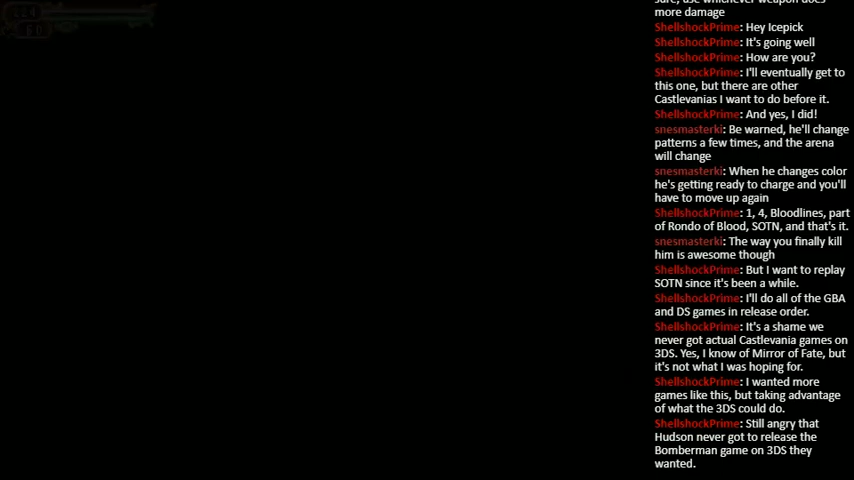 sure, use whichever weapon does
more damage
ShellshockPrime: Hey Icepick
ShellshockPrime: It's going well
ShellshockPrime: How are you?
ShellshockPrime: I'll eventually get to
this one, but there are other
Castlevanias I want to do before it.
ShellshockPrime: And yes, I did!
snesmasterki: Be warned, he'll change
patterns a few times, and the arena
will change
snesmasterki: When he changes color
he's getting ready to charge and you'll
have to move up again
ShellshockPrime: 1, 4, Bloodlines, part
of Rondo of Blood, SOTN, and that's it.
snesmasterki: The way you finally kill
him is awesome though
ShellshockPrime: But I want to replay
SOTN since it's been a while.
ShellshockPrime: I'll do all of the GBA
and DS games in release order.
ShellshockPrime: It's a shame we
never got actual Castlevania games on
3DS. Yes, I know of Mirror of Fate, but
it's not what I was hoping for.
ShellshockPrime: I wanted more
games like this, but taking advantage
of what the 3DS could do.
ShellshockPrime: Still angry that
Hudson never got to release the
Bomberman game on 3DS they
wanted.